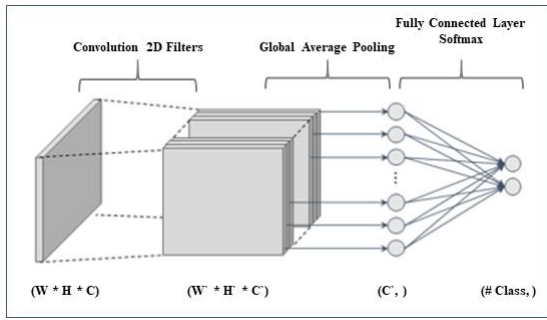 Fully Connected Layer
Softmax
Convolution 2D Filters
Global Average Pooling
(W * H * C)
(W` * H` * C`)
(C`, )
(# Class, )